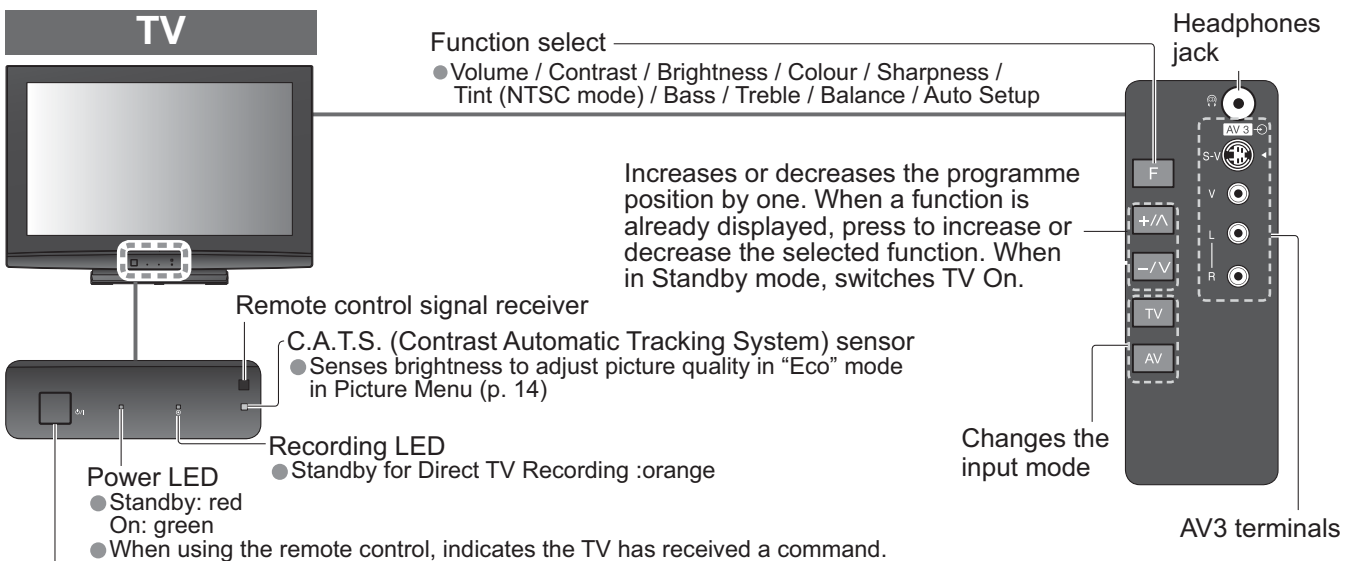 TV
Function select
●Volume / Contrast / Brightness / Colour / Sharpness /
Tint (NTSC mode) / Bass / Treble / Balance / Auto Setup
Headphones
jack
Increases or decreases the programme
position by one. When a function is
already displayed, press to increase or
decrease the selected function. When
in Standby mode, switches TV On.
AV 3
S-V
V
L
R
F
+/∧
−/∨
TV
AV
Changes the
input mode
AV3 terminals
Remote control signal receiver
C.A.T.S. (Contrast Automatic Tracking System) sensor
●Senses brightness to adjust picture quality in “Eco” mode
in Picture Menu (p. 14)
Recording LED
●Standby for Direct TV Recording :orange
Power LED
●Standby: red
On: green
●When using the remote control, indicates the TV has received a command.